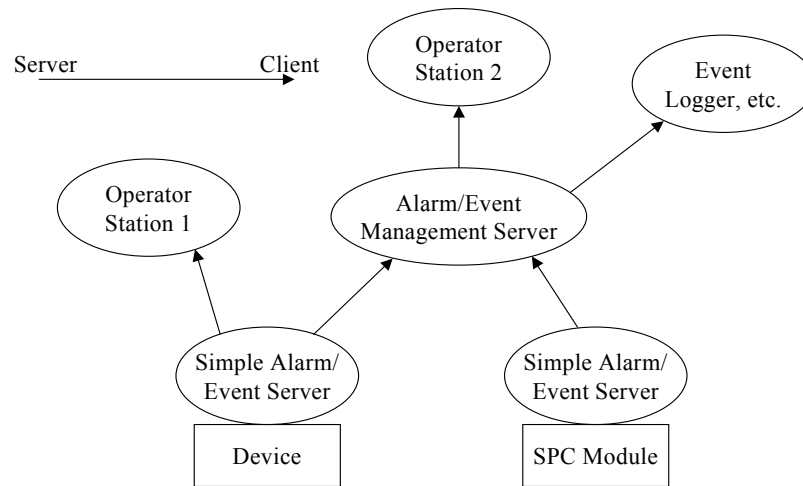 Server
Client
Operator
Station 2
Event
Logger, etc.
Operator
Station 1
Alarm/Event
Management Server
Simple Alarm/
Event Server
Simple Alarm/
Event Server
Device
SPC Module